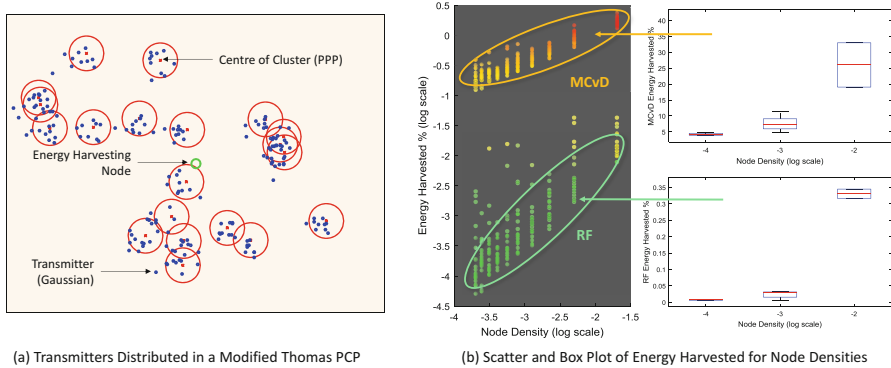 Centre of Cluster (PPP)
Energy Harvesting
Node
Transmitter
(Gaussian)
(a) Transmitters Distributed in a Modified Thomas PCP
Energy Harvested % (log scale)
0.5
0
-0.5
-1
-1.5
-2
-2.5
-3
-3.5
-4
-4.5
MCvD
RF
-4
-3.5
-3
-2.5
-2
-1.5
Node Density (log scale)
MCvD Energy Harvested %
40
35
30
25
20
15
10
5
-4
-3
-2
Node Density (log scale)
RF Energy Harvested %
0.35
0.3
0.25
0.2
0.15
0.1
0.05
0
-4
-3
-2
Node Density (log scale)
(b) Scatter and Box Plot of Energy Harvested for Node Densities